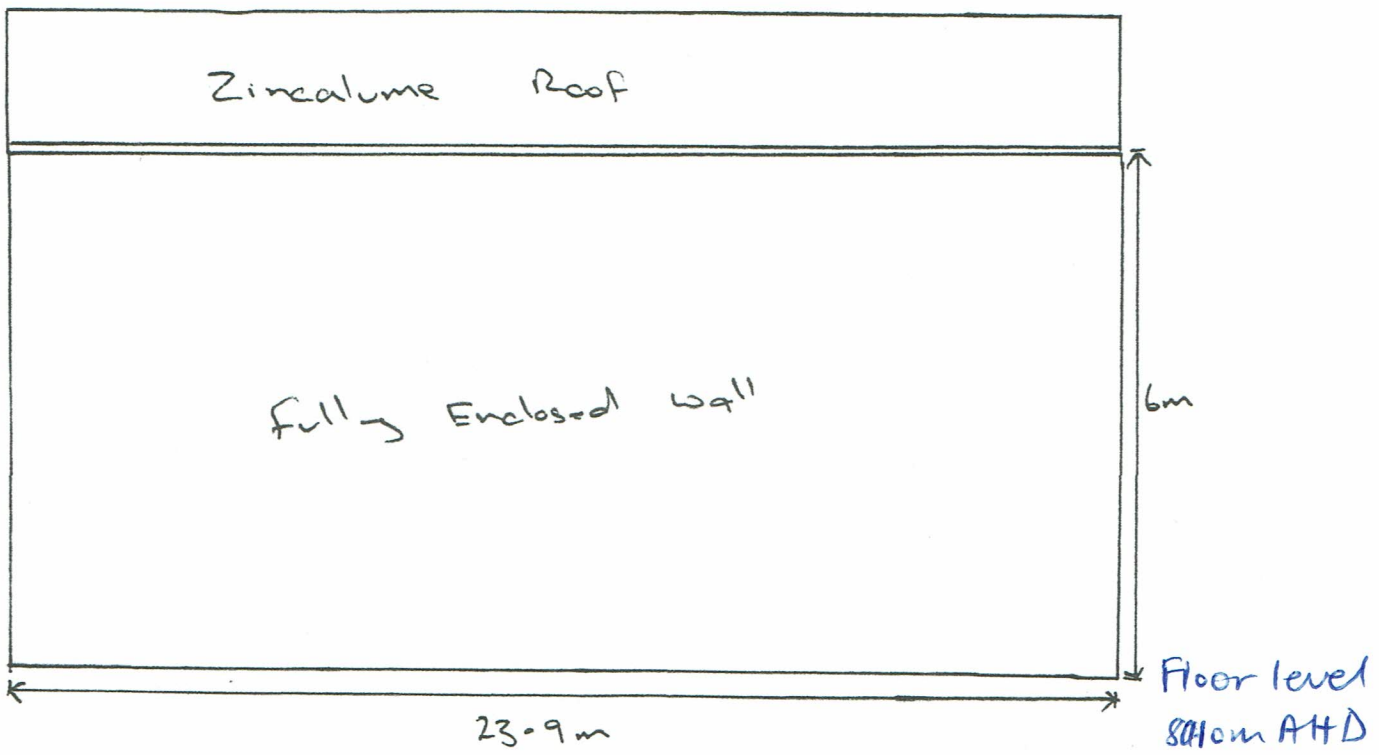 Zincalume Roof
Fully Enclosed Wall
6m
23.9m
Floor level
AHD